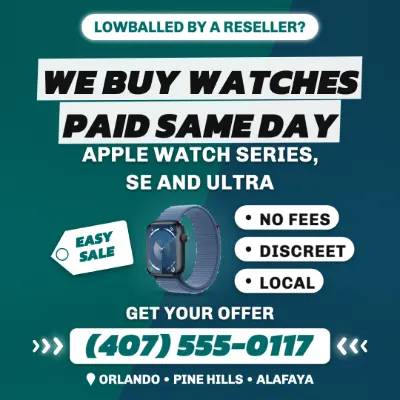 LOWBALLED BY A RESELLER?
WE BUY WATCHES
PAID SAME DAY
APPLE WATCH SERIES,
SE AND ULTRA
EASY
SALE
• NO FEES
• DISCREET
• LOCAL
GET YOUR OFFER
››› (407) 555-0117 ‹‹‹
ORLANDO • PINE HILLS • ALAFAYA